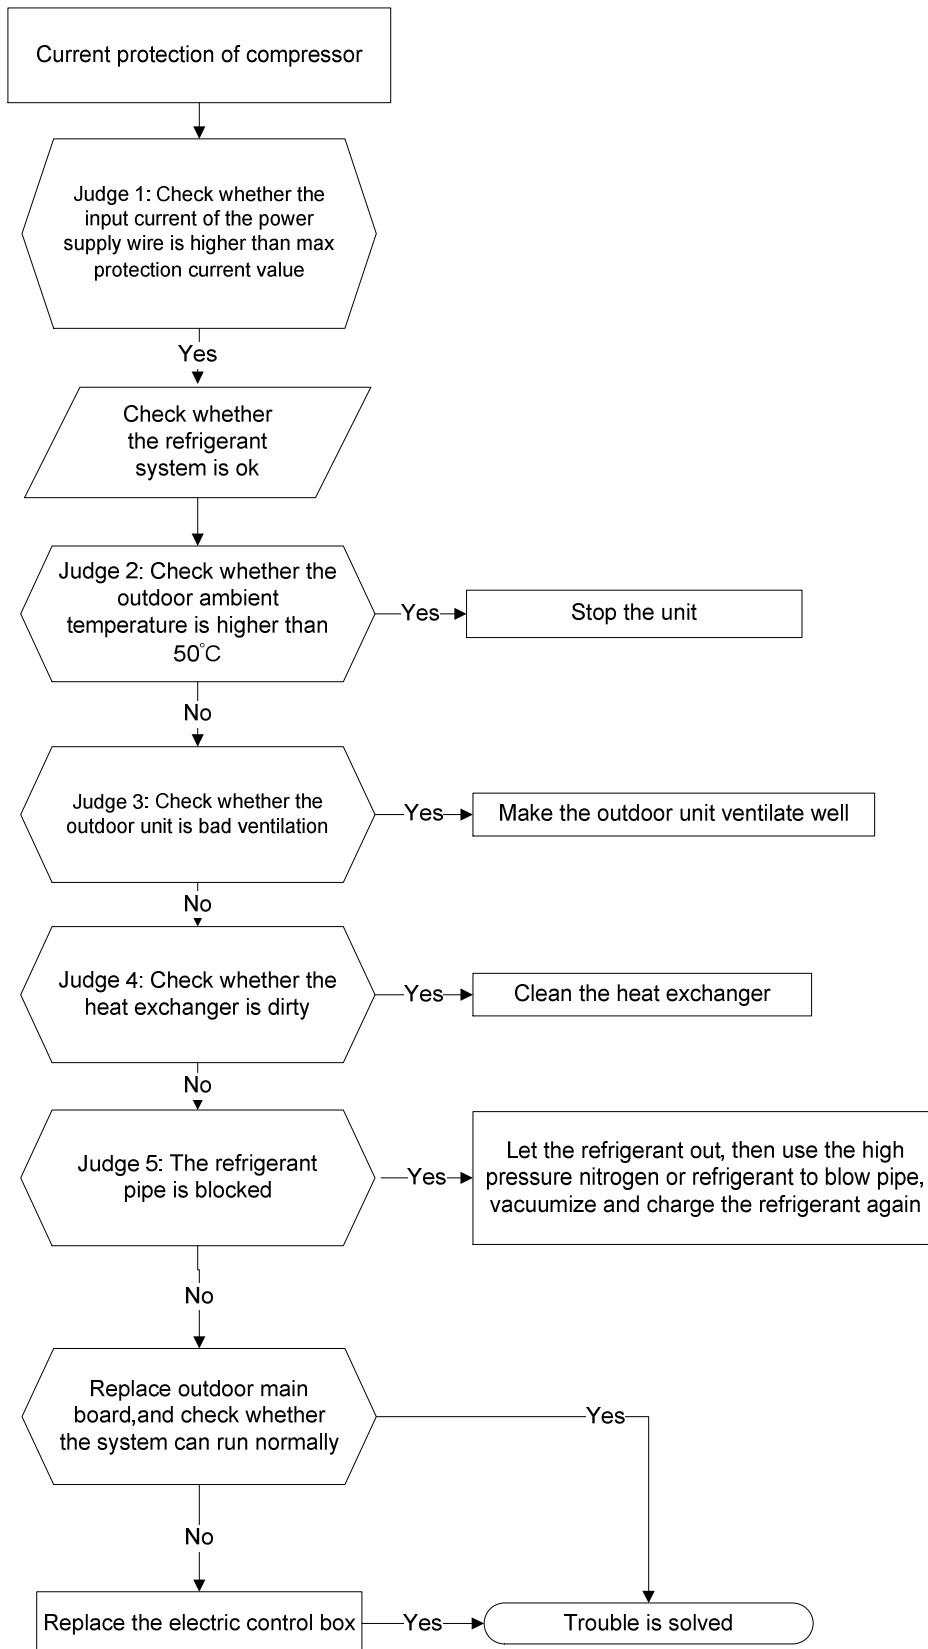 Current protection of compressor
Judge 1: Check whether the
input current of the power
supply wire is higher than max
protection current value
Yes
Check whether
the refrigerant
system is ok
Judge 2: Check whether the
outdoor ambient
temperature is higher than
50℃
Yes
Stop the unit
No
Judge 3: Check whether the
outdoor unit is bad ventilation
Yes
Make the outdoor unit ventilate well
No
Judge 4: Check whether the
heat exchanger is dirty
Yes
Clean the heat exchanger
No
Judge 5: The refrigerant
pipe is blocked
Yes
Let the refrigerant out, then use the high
pressure nitrogen or refrigerant to blow pipe,
vacuumize and charge the refrigerant again
No
Replace outdoor main
board,and check whether
the system can run normally
Yes
No
Replace the electric control box
Yes
Trouble is solved